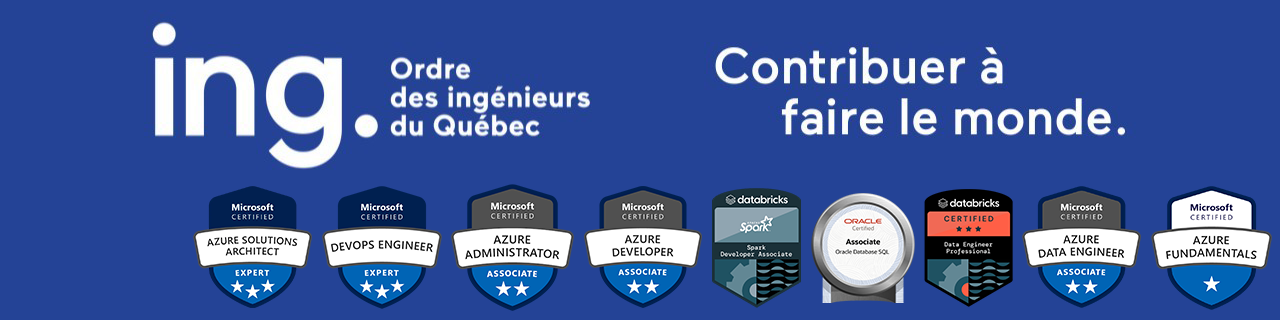 ing.
Ordre
des ingénieurs
du Québec
Contribuer à
faire le monde.
Microsoft
CERTIFIED
AZURE SOLUTIONS
ARCHITECT
EXPERT
Microsoft
CERTIFIED
DEVOPS ENGINEER
EXPERT
Microsoft
CERTIFIED
AZURE
ADMINISTRATOR
ASSOCIATE
Microsoft
CERTIFIED
AZURE
DEVELOPER
ASSOCIATE
databricks
APACHE
Spark
Spark
Developer Associate
ORACLE
Certified
Associate
Oracle Database SQL
databricks
CERTIFIED
Data Engineer
Professional
Microsoft
CERTIFIED
AZURE
DATA ENGINEER
ASSOCIATE
Microsoft
CERTIFIED
AZURE
FUNDAMENTALS